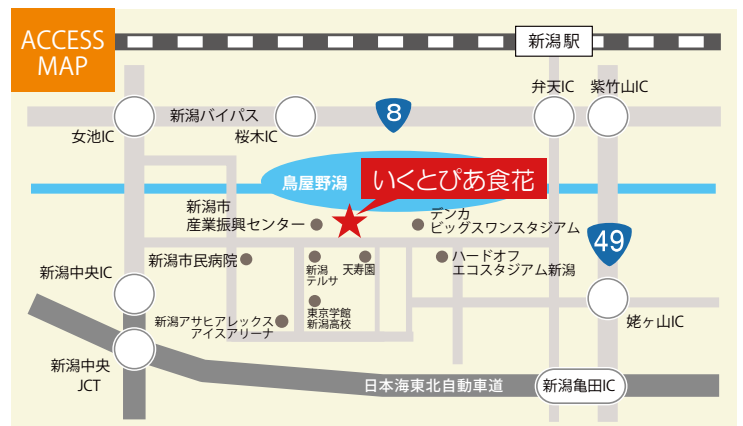 ACCESS
MAP
新潟駅
弁天IC
紫竹山IC
新潟バイパス
8
女池IC
桜木IC
鳥屋野潟
いくとぴあ食花
新潟市
産業振興センター
デンカ
ビッグスワンスタジアム
49
新潟市民病院
新潟
テルサ
天寿園
ハードオフ
エコスタジアム新潟
新潟中央IC
東京学館
新潟高校
新潟アサヒアレックス
アイスアリーナ
姥ヶ山IC
新潟中央
JCT
日本海東北自動車道
新潟亀田IC